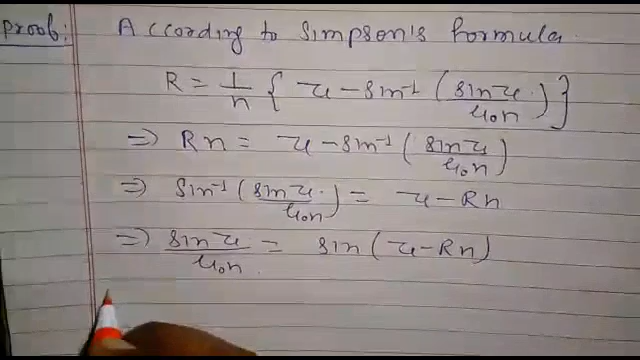 Proof: According to Simpson's formula.
R = 1/n { z - sin⁻¹ ( sin z / μ₀n ) }
⇒ Rn = z - sin⁻¹ ( sin z / μ₀n )
⇒ sin⁻¹ ( sin z / μ₀n ) = z - Rn
⇒ sin z / μ₀n = sin ( z - Rn )